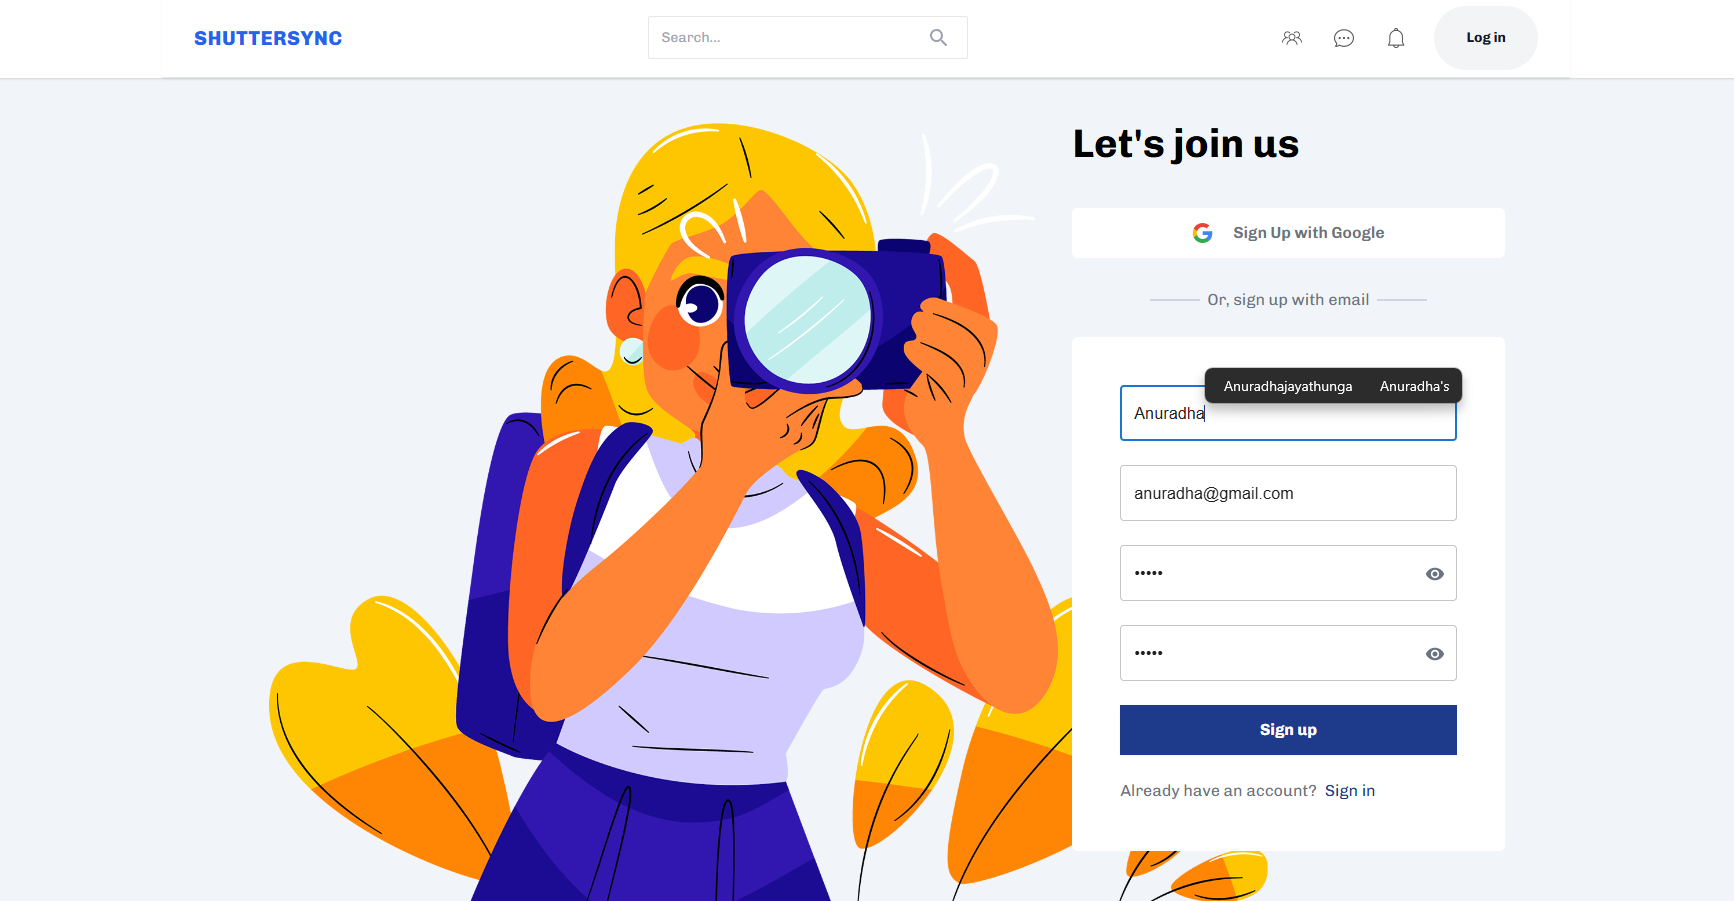 SHUTTERSYNC
Search...
Log in
Let's join us
Sign Up with Google
Or, sign up with email
Anuradhajayathunga Anuradha's
Anuradha
anuradha@gmail.com
•••••
•••••
Sign up
Already have an account? Sign in